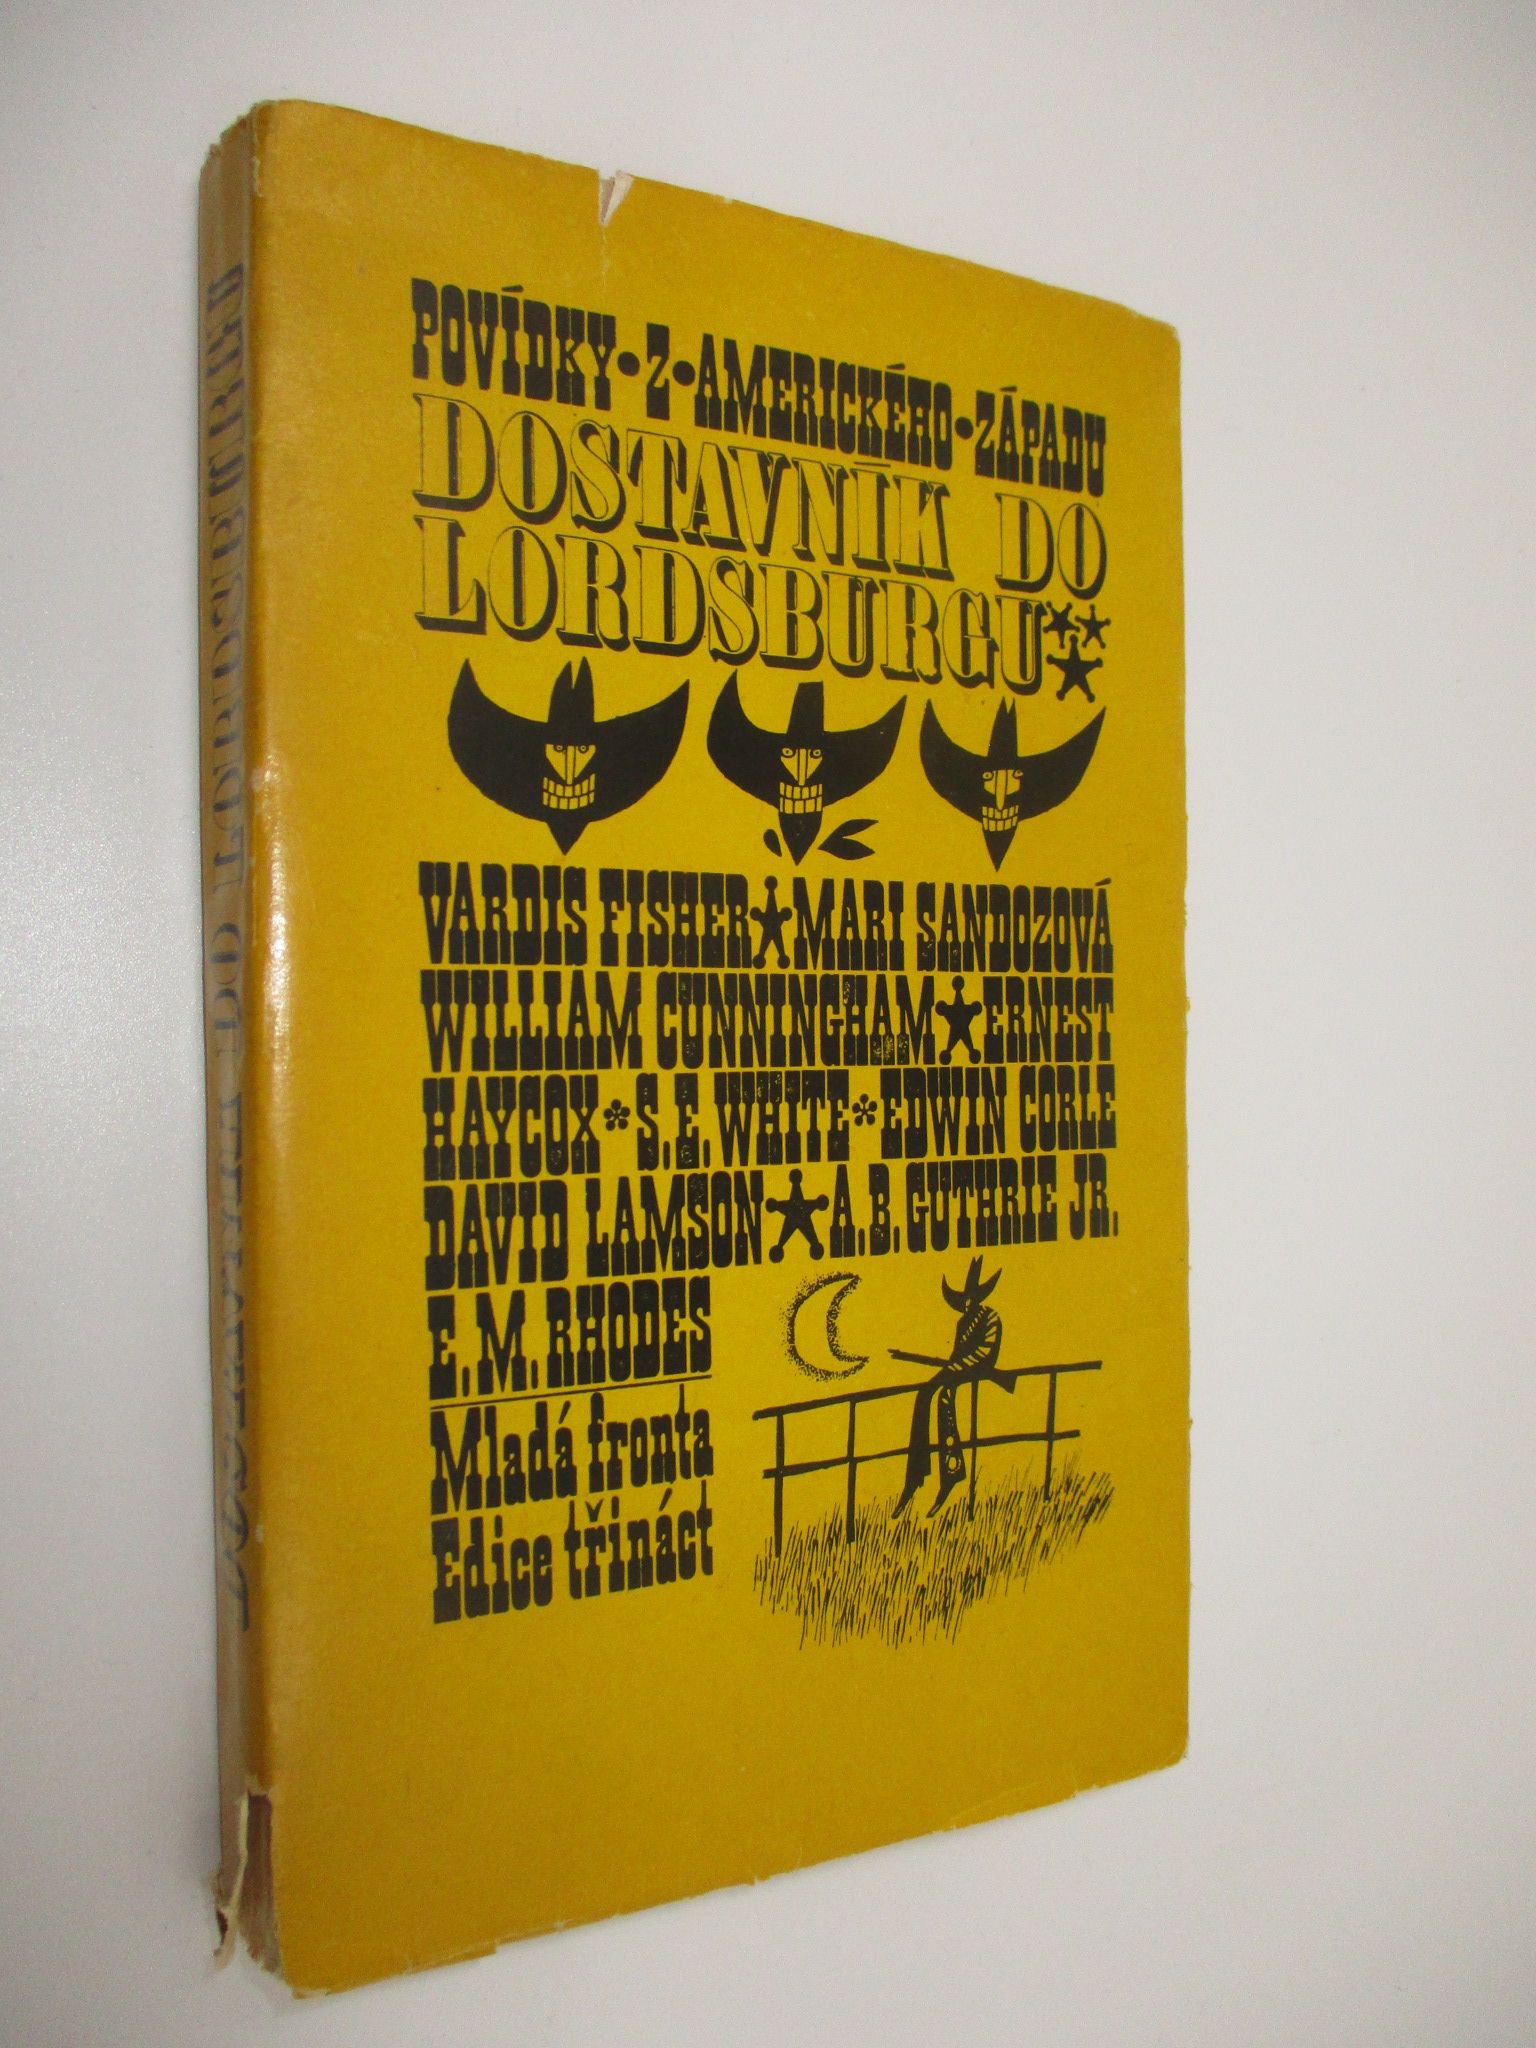 POVÍDKY•Z•AMERICKÉHO•ZÁPADU
DOSTAVNÍK DO
LORDSBURGU
VARDIS FISHER★MARI SANDOZOVÁ
WILLIAM CUNNINGHAM★ERNEST
HAYCOX*S.E.WHITE*EDWIN CORLE
DAVID LAMSON★A.B.GUTHRIE JR.
E.M.RHODES
Mladá fronta
Edice třináct
DOSTAVNÍK DO LORDSBURGU